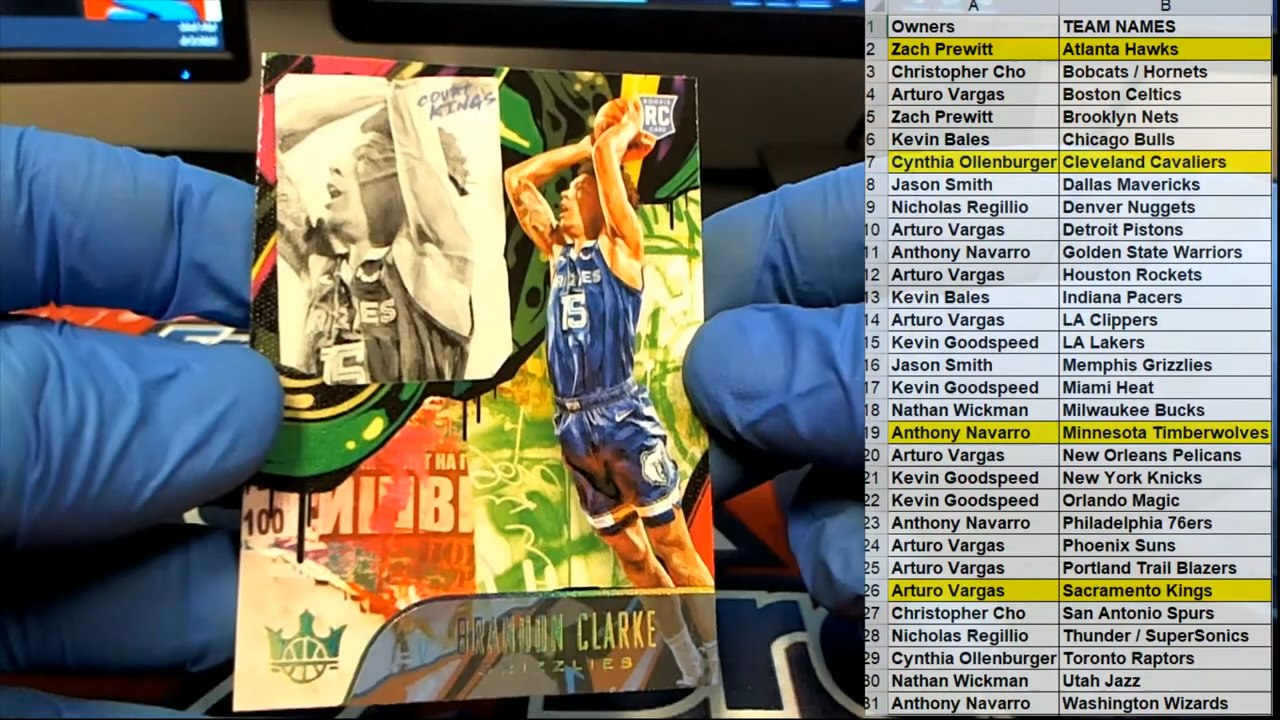 COURT
KINGS
ROOKIE
RC
CARD
15
100
BRANDON CLARKE
GRIZZLIES
A B
1 Owners TEAM NAMES
2 Zach Prewitt Atlanta Hawks
3 Christopher Cho Bobcats / Hornets
4 Arturo Vargas Boston Celtics
5 Zach Prewitt Brooklyn Nets
6 Kevin Bales Chicago Bulls
7 Cynthia Ollenburger Cleveland Cavaliers
8 Jason Smith Dallas Mavericks
9 Nicholas Regillio Denver Nuggets
10 Arturo Vargas Detroit Pistons
11 Anthony Navarro Golden State Warriors
12 Arturo Vargas Houston Rockets
13 Kevin Bales Indiana Pacers
14 Arturo Vargas LA Clippers
15 Kevin Goodspeed LA Lakers
16 Jason Smith Memphis Grizzlies
17 Kevin Goodspeed Miami Heat
18 Nathan Wickman Milwaukee Bucks
19 Anthony Navarro Minnesota Timberwolves
20 Arturo Vargas New Orleans Pelicans
21 Kevin Goodspeed New York Knicks
22 Kevin Goodspeed Orlando Magic
23 Anthony Navarro Philadelphia 76ers
24 Arturo Vargas Phoenix Suns
25 Arturo Vargas Portland Trail Blazers
26 Arturo Vargas Sacramento Kings
27 Christopher Cho San Antonio Spurs
28 Nicholas Regillio Thunder / SuperSonics
29 Cynthia Ollenburger Toronto Raptors
30 Nathan Wickman Utah Jazz
31 Anthony Navarro Washington Wizards